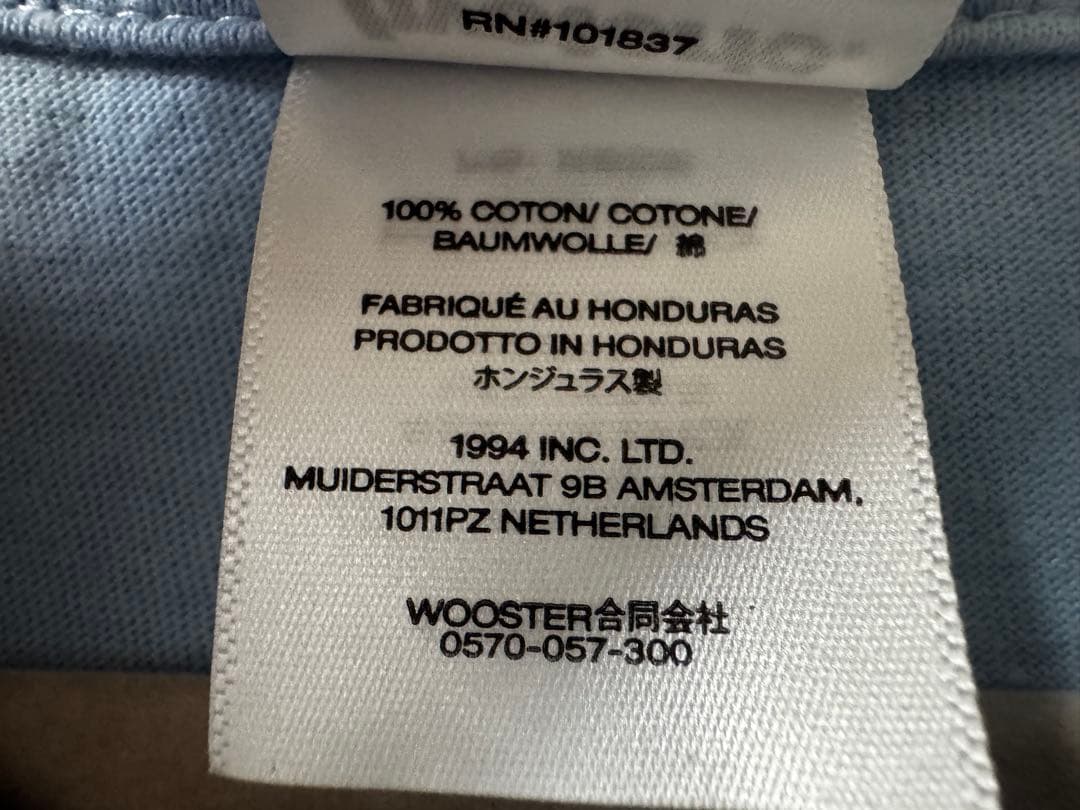 RN#101837
100% COTON/ COTONE/
BAUMWOLLE/ 綿
FABRIQUÉ AU HONDURAS
PRODOTTO IN HONDURAS
ホンジュラス製
1994 INC. LTD.
MUIDERSTRAAT 9B AMSTERDAM,
1011PZ NETHERLANDS
WOOSTER合同会社
0570-057-300